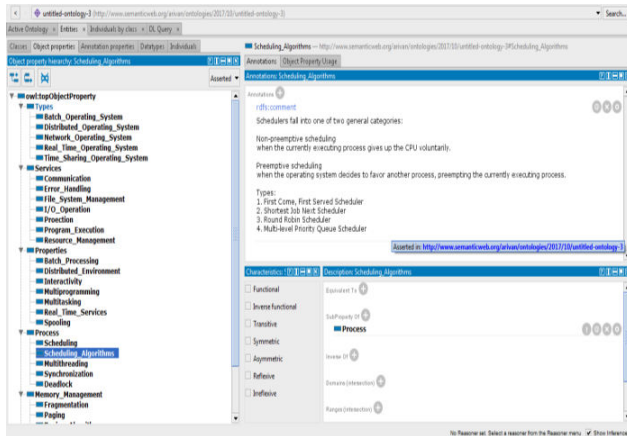 untitled-ontology-3 (http://www.semanticweb.org/arivan/ontologies/2017/10/untitled-ontology-3)
Search...
Active Ontology × Entities × Individuals by class × DL Query ×
Classes Object properties Annotation properties Datatypes Individuals
Scheduling_Algorithms — http://www.semanticweb.org/arivan/ontologies/2017/10/untitled-ontology-3#Scheduling_Algorithms
Object property hierarchy: Scheduling_Algorithms
Asserted
owl:topObjectProperty
Types
Batch_Operating_System
Distributed_Operating_System
Network_Operating_System
Real_Time_Operating_System
Time_Sharing_Operating_System
Services
Communication
Error_Handling
File_System_Management
I/O_Operation
Proection
Program_Execution
Resource_Management
Properties
Batch_Processing
Distributed_Environment
Interactivity
Multiprogramming
Multitasking
Real_Time_Services
Spooling
Process
Scheduling
Scheduling_Algorithms
Multithreading
Synchronization
Deadlock
Memory_Management
Fragmentation
Paging
Annotations Object Property Usage
Annotations: Scheduling_Algorithms
Annotations
rdfs:comment
Schedulers fall into one of two general categories:
Non-preemptive scheduling
when the currently executing process gives up the CPU voluntarily.
Preemptive scheduling
when the operating system decides to favor another process, preempting the currently executing process.
Types:
1. First Come, First Served Scheduler
2. Shortest Job Next Scheduler
3. Round Robin Scheduler
4. Multi-level Priority Queue Scheduler
Asserted in: http://www.semanticweb.org/arivan/ontologies/2017/10/untitled-ontology-3
Characteristics:
Functional
Inverse functional
Transitive
Symmetric
Asymmetric
Reflexive
Irreflexive
Description: Scheduling_Algorithms
Equivalent To
SubProperty Of
Process
Inverse Of
Domains (intersection)
Ranges (intersection)
No Reasoner set. Select a reasoner from the Reasoner menu Show Inferences